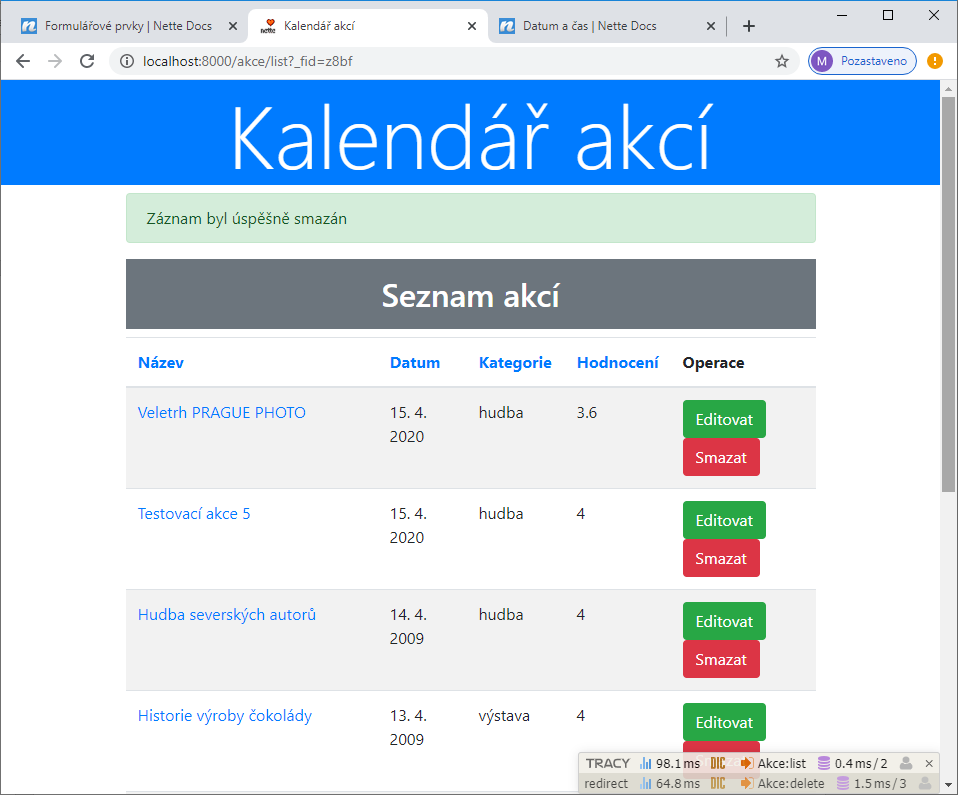 Formulářové prvky | Nette Docs
Kalendář akcí
Datum a čas | Nette Docs
localhost:8000/akce/list?_fid=z8bf
M Pozastaveno
Kalendář akcí
Záznam byl úspěšně smazán
Seznam akcí
Název Datum Kategorie Hodnocení Operace
Veletrh PRAGUE PHOTO 15. 4. 2020 hudba 3.6 Editovat
Smazat
Testovací akce 5 15. 4. 2020 hudba 4 Editovat
Smazat
Hudba severských autorů 14. 4. 2009 hudba 4 Editovat
Smazat
Historie výroby čokolády 13. 4. 2009 výstava 4 Editovat
TRACY 98.1 ms DIC Akce:list 0.4 ms / 2
redirect 64.8 ms DIC Akce:delete 1.5 ms / 3